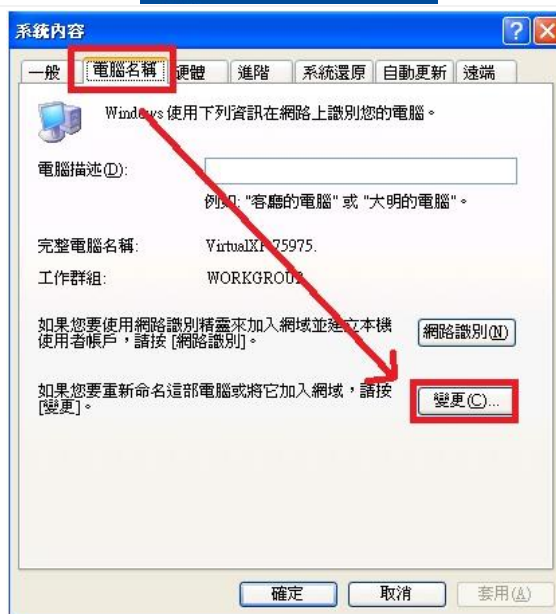 系統內容
一般 電腦名稱 硬體 進階 系統還原 自動更新 遠端
Windows 使用下列資訊在網路上識別您的電腦。
電腦描述(D):
例如: "客廳的電腦" 或 "大明的電腦"。
完整電腦名稱: VirtualXP-75975.
工作群組: WORKGROUP
如果您要使用網路識別精靈來加入網域並建立本機
使用者帳戶，請按 [網路識別]。
網路識別(N)
如果您要重新命名這部電腦或將它加入網域，請按
[變更]。
變更(C)...
確定 取消 套用(A)